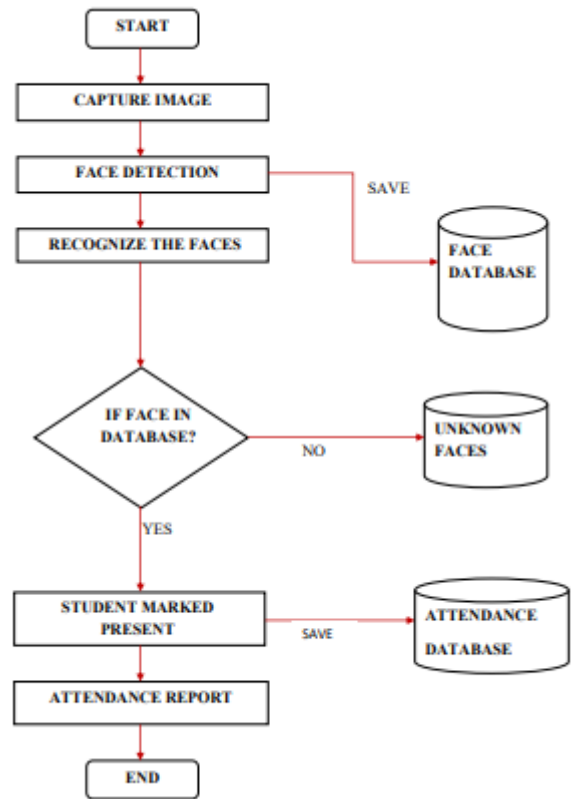 START
CAPTURE IMAGE
FACE DETECTION
SAVE
RECOGNIZE THE FACES
FACE
DATABASE
IF FACE IN
DATABASE?
NO
UNKNOWN
FACES
YES
STUDENT MARKED
PRESENT
SAVE
ATTENDANCE
DATABASE
ATTENDANCE REPORT
END